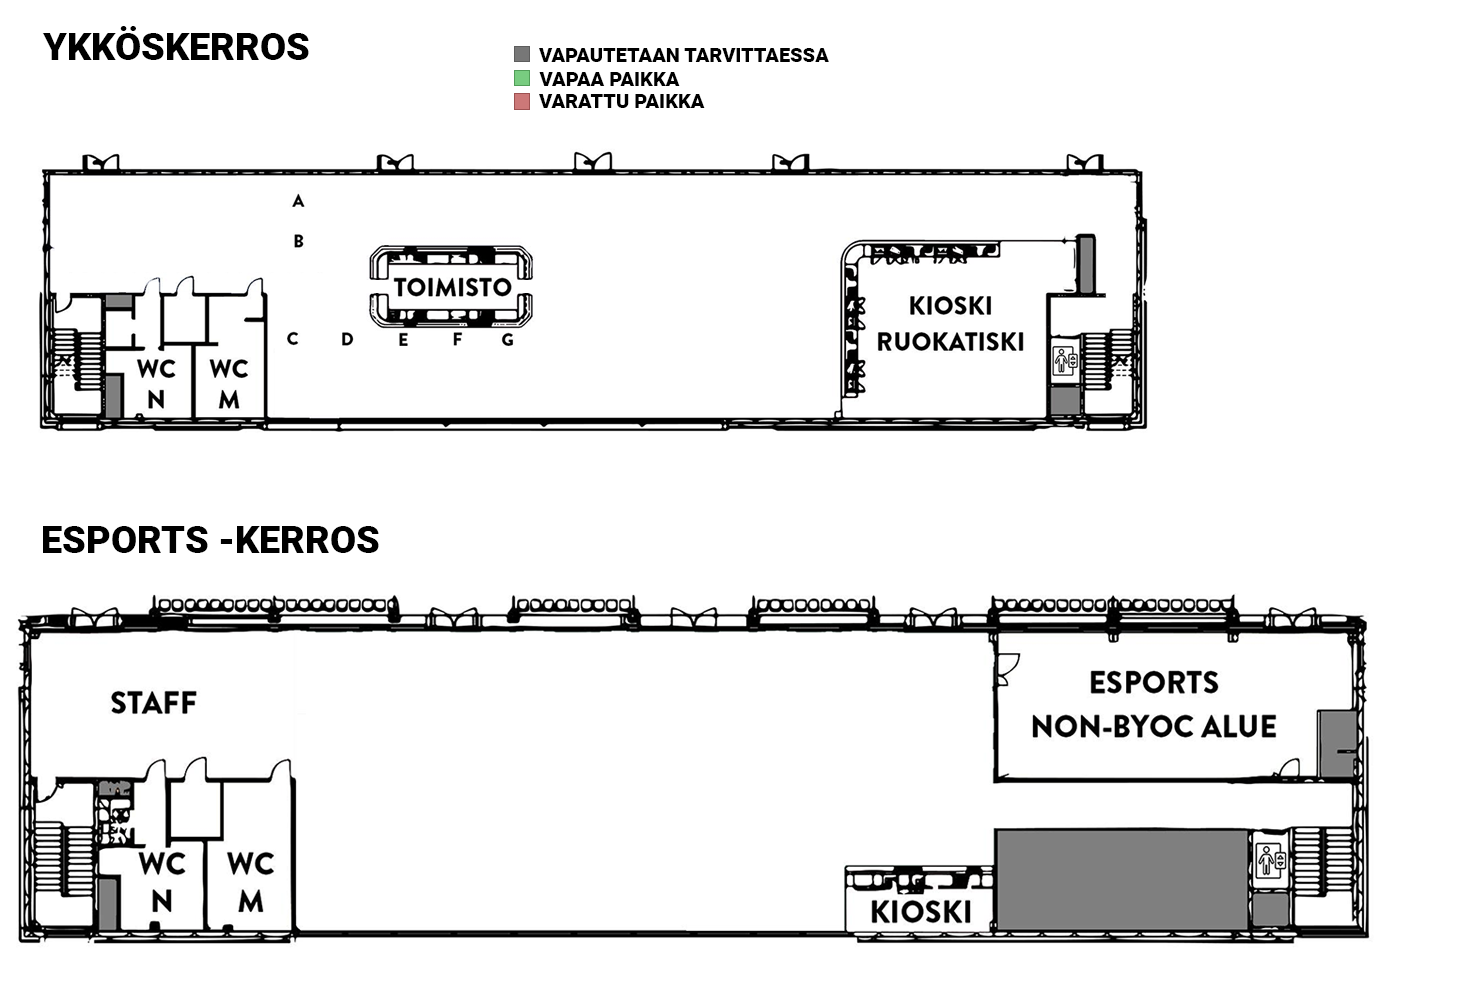 YKKÖSKERROS
VAPAUTETAAN TARVITTAESSA
VAPAA PAIKKA
VARATTU PAIKKA
A
B
TOIMISTO
C D E F G
KIOSKI
RUOKATISKI
WC
N
WC
M
ESPORTS -KERROS
STAFF
ESPORTS
NON-BYOC ALUE
WC
N
WC
M
KIOSKI